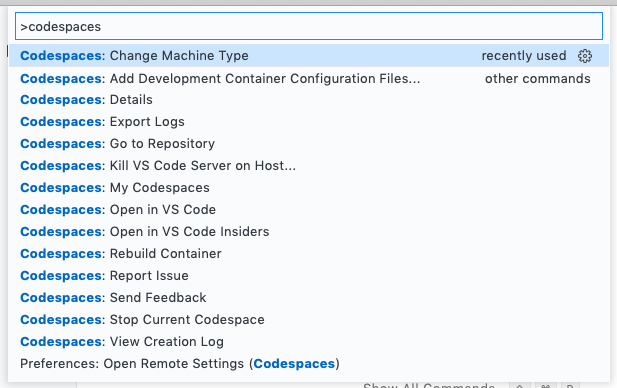 >codespaces
Codespaces: Change Machine Type recently used
Codespaces: Add Development Container Configuration Files... other commands
Codespaces: Details
Codespaces: Export Logs
Codespaces: Go to Repository
Codespaces: Kill VS Code Server on Host...
Codespaces: My Codespaces
Codespaces: Open in VS Code
Codespaces: Open in VS Code Insiders
Codespaces: Rebuild Container
Codespaces: Report Issue
Codespaces: Send Feedback
Codespaces: Stop Current Codespace
Codespaces: View Creation Log
Preferences: Open Remote Settings (Codespaces)
Show All Commands